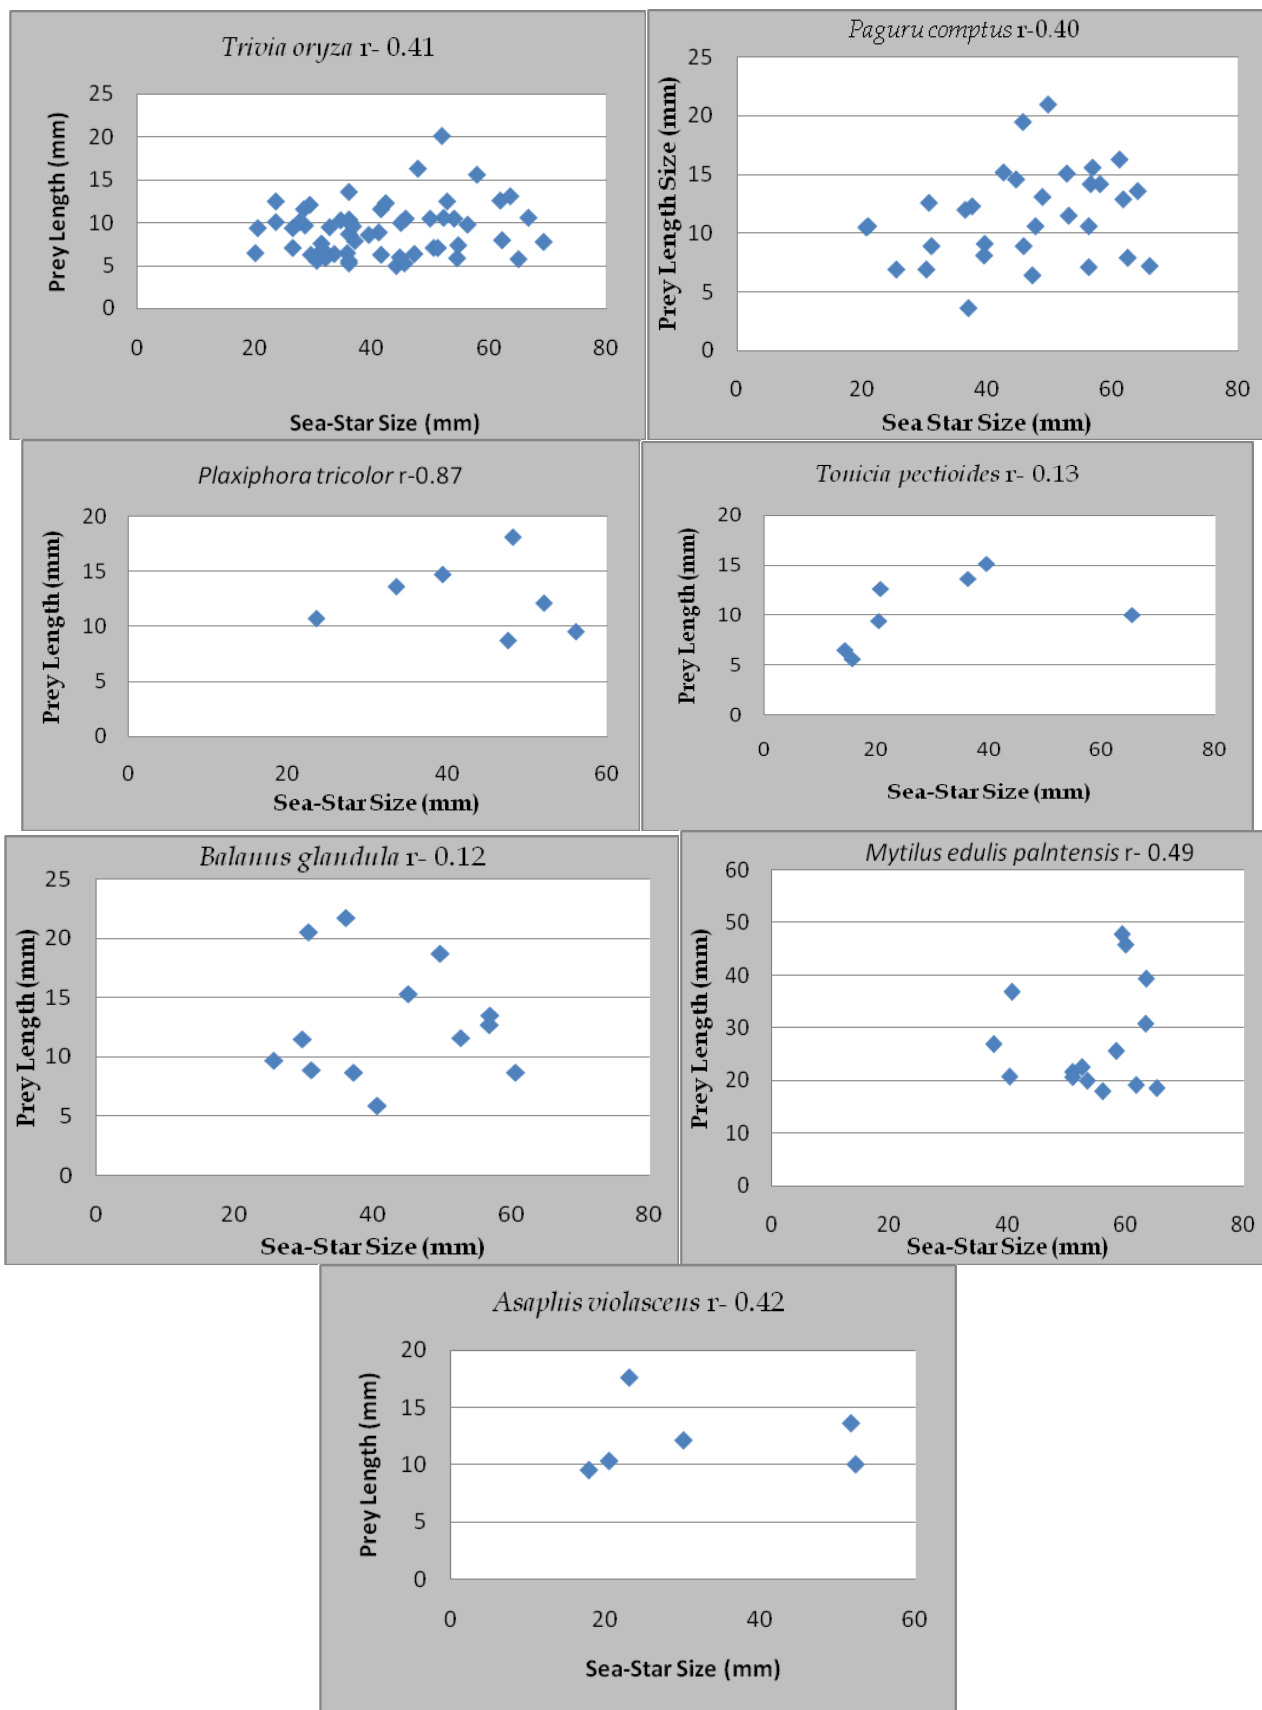 Trivia oryza r- 0.41
Prey Length (mm)
25
20
15
10
5
0
0 20 40 60 80
Sea-Star Size (mm)
Paguru comptus r-0.40
Prey Length Size (mm)
25
20
15
10
5
0
0 20 40 60 80
Sea Star Size (mm)
Plaxiphora tricolor r-0.87
Prey Length (mm)
20
15
10
5
0
0 20 40 60
Sea-Star Size (mm)
Tonicia pectioides r- 0.13
Prey Length (mm)
20
15
10
5
0
0 20 40 60 80
Sea-Star Size (mm)
Balanus glandula r- 0.12
Prey Length (mm)
25
20
15
10
5
0
0 20 40 60 80
Sea-Star Size (mm)
Mytilus edulis palntensis r- 0.49
Prey Length (mm)
60
50
40
30
20
10
0
0 20 40 60 80
Sea-Star Size (mm)
Asaphis violascens r- 0.42
Prey Length (mm)
20
15
10
5
0
0 20 40 60
Sea-Star Size (mm)